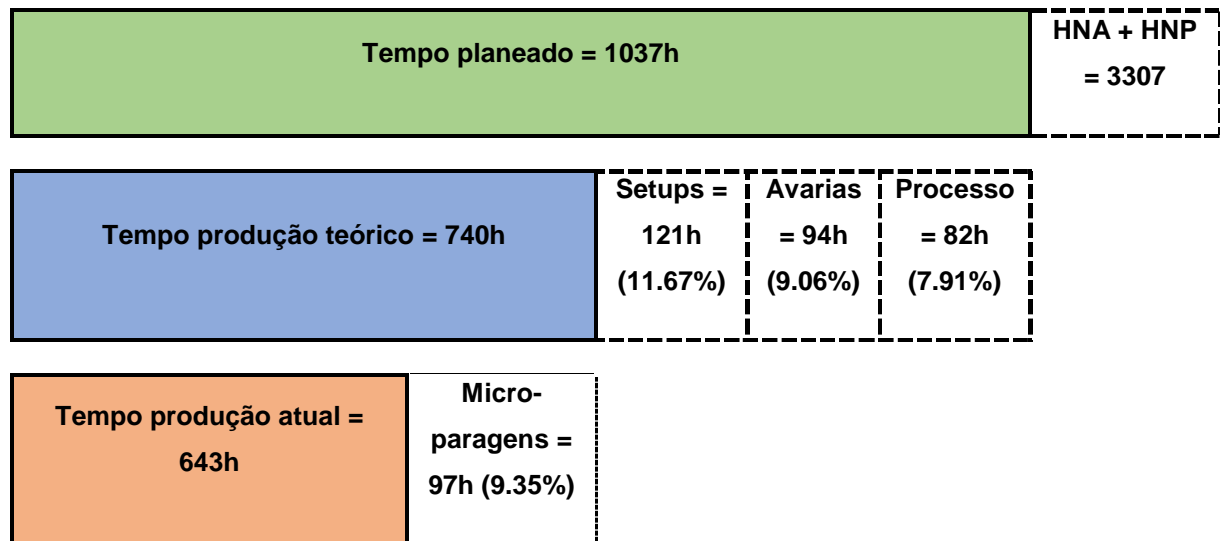 Tempo planeado = 1037h
HNA + HNP
= 3307
Tempo produção teórico = 740h
Setups =
121h
(11.67%)
Avarias
= 94h
(9.06%)
Processo
= 82h
(7.91%)
Tempo produção atual =
643h
Micro-
paragens =
97h (9.35%)